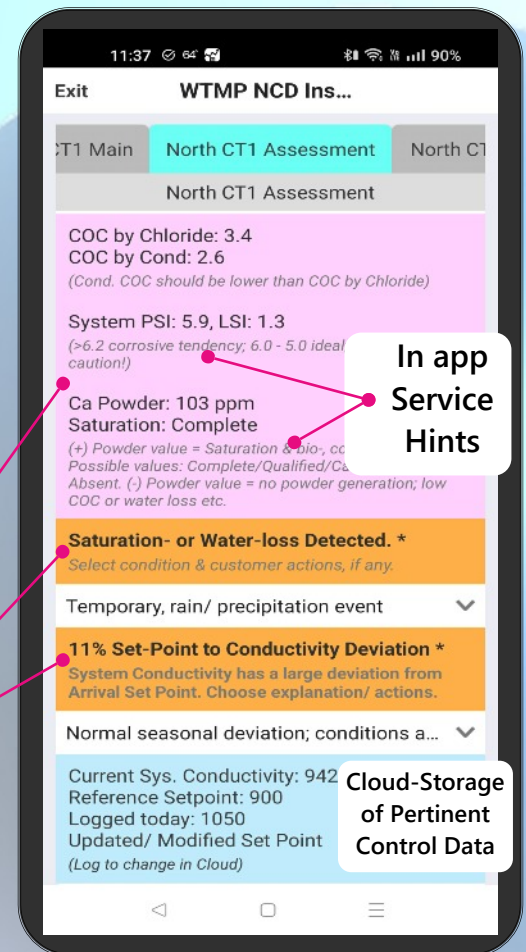 11:37 64° 90%
Exit WTMP NCD Ins...
CT1 Main North CT1 Assessment North CT
North CT1 Assessment
COC by Chloride: 3.4
COC by Cond: 2.6
(Cond. COC should be lower than COC by Chloride)
System PSI: 5.9, LSI: 1.3
(>6.2 corrosive tendency; 6.0 - 5.0 ideal
caution!)
In app
Service
Hints
Ca Powder: 103 ppm
Saturation: Complete
(+) Powder value = Saturation & bio-, co
Possible values: Complete/Qualified/Ca
Absent. (-) Powder value = no powder generation; low
COC or water loss etc.
Saturation- or Water-loss Detected. *
Select condition & customer actions, if any.
Temporary, rain/ precipitation event
11% Set-Point to Conductivity Deviation *
System Conductivity has a large deviation from
Arrival Set Point. Choose explanation/ actions.
Normal seasonal deviation; conditions a...
Current Sys. Conductivity: 942
Reference Setpoint: 900
Logged today: 1050
Updated/ Modified Set Point
(Log to change in Cloud)
Cloud-Storage
of Pertinent
Control Data